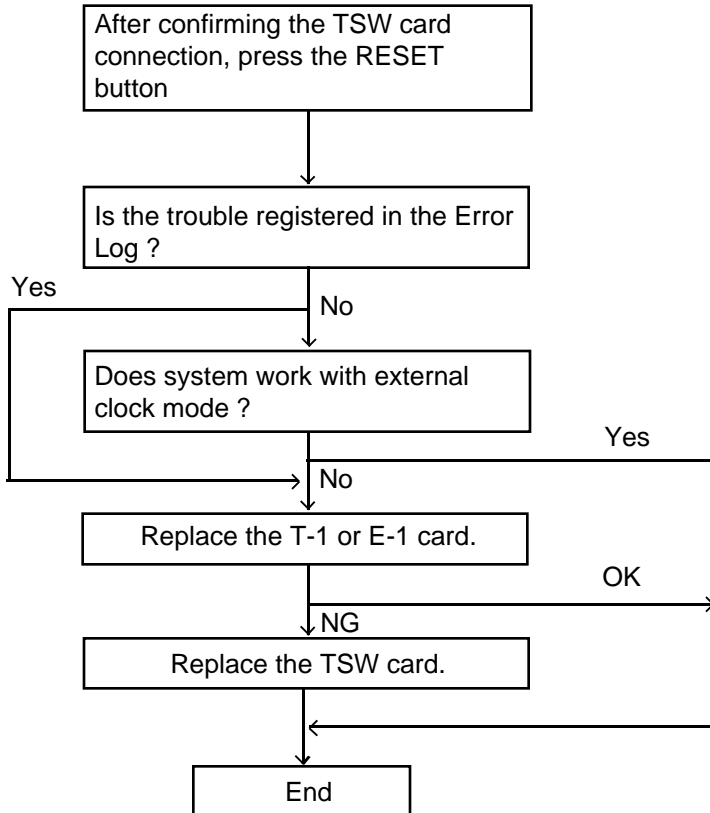 After confirming the TSW card
connection, press the RESET
button
Is the trouble registered in the Error
Log ?
Yes
No
Does system work with external
clock mode ?
Yes
No
Replace the T-1 or E-1 card.
OK
NG
Replace the TSW card.
End